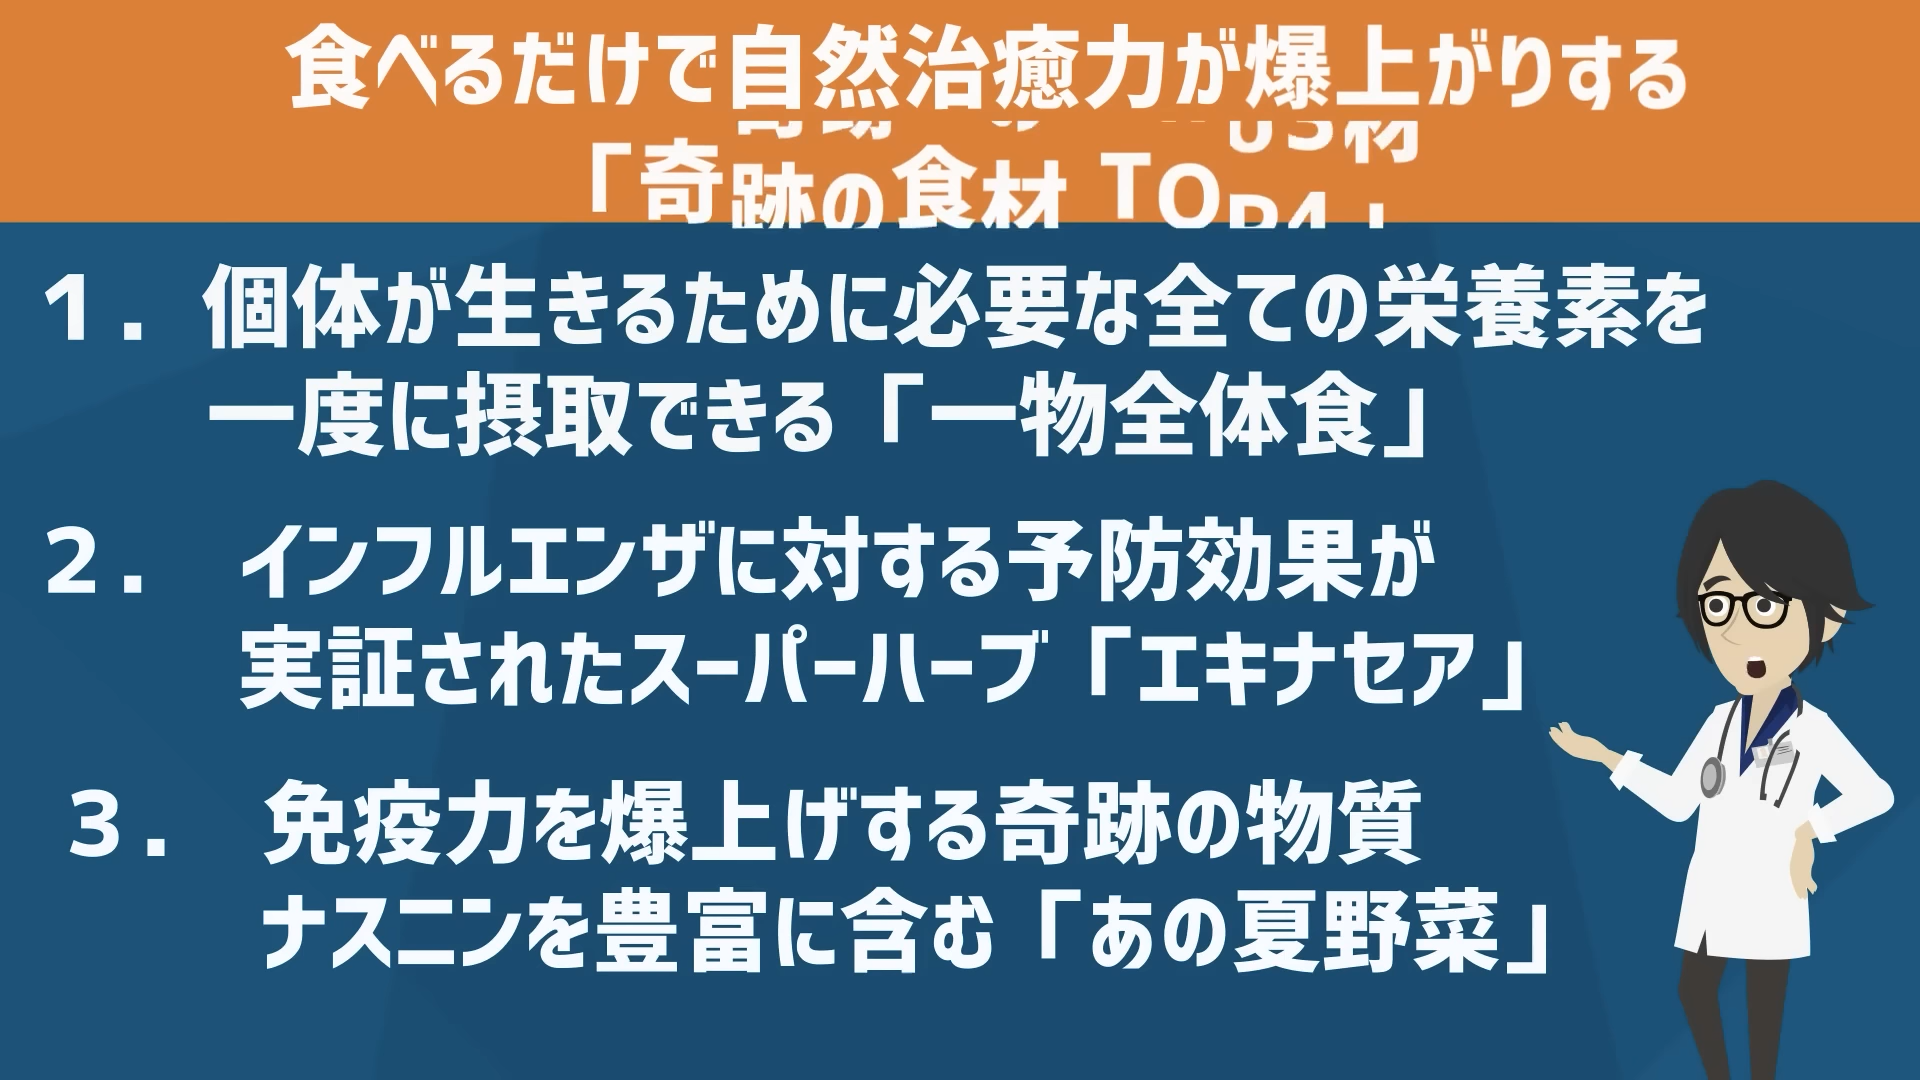 食べるだけで自然治癒力が爆上がりする
「奇跡の食材 TOP4」
1. 個体が生きるために必要な全ての栄養素を
一度に摂取できる「一物全体食」
2. インフルエンザに対する予防効果が
実証されたスーパーハーブ「エキナセア」
3. 免疫力を爆上げする奇跡の物質
ナスニンを豊富に含む「あの夏野菜」